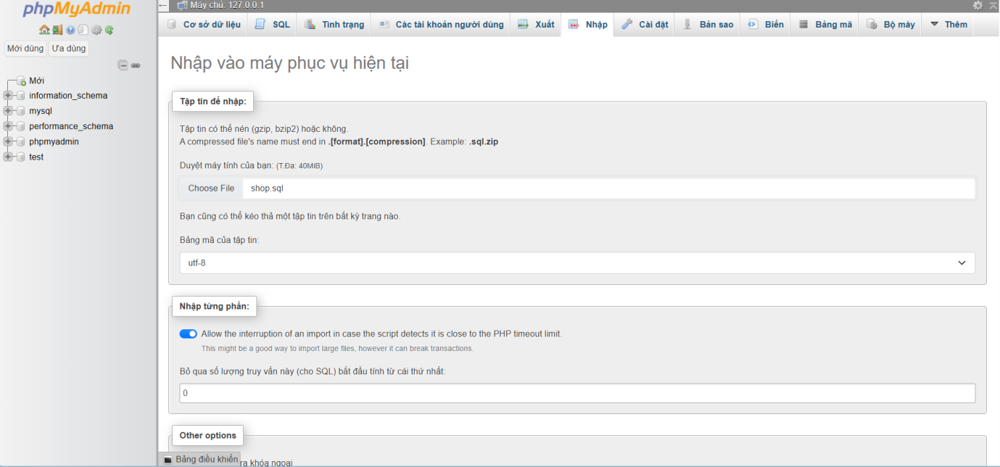 phpMyAdmin
Mới dùng Ưa dùng
Mới
information_schema
mysql
performance_schema
phpmyadmin
test
Máy chủ: 127.0.0.1
Cơ sở dữ liệu SQL Tình trạng Các tài khoản người dùng Xuất Nhập Cài đặt Bản sao Biến Bảng mã Bộ máy Thêm
Nhập vào máy phục vụ hiện tại
Tập tin để nhập:
Tập tin có thể nén (gzip, bzip2) hoặc không.
A compressed file's name must end in .[format].[compression]. Example: .sql.zip
Duyệt máy tính của bạn: (T.Đa: 40MiB)
Choose File shop.sql
Bạn cũng có thể kéo thả một tập tin trên bất kỳ trang nào.
Bảng mã của tập tin:
utf-8
Nhập từng phần:
Allow the interruption of an import in case the script detects it is close to the PHP timeout limit.
This might be a good way to import large files, however it can break transactions.
Bỏ qua số lượng truy vấn này (cho SQL) bắt đầu tính từ cái thứ nhất:
0
Other options
Bảng điều khiển ra khóa ngoại